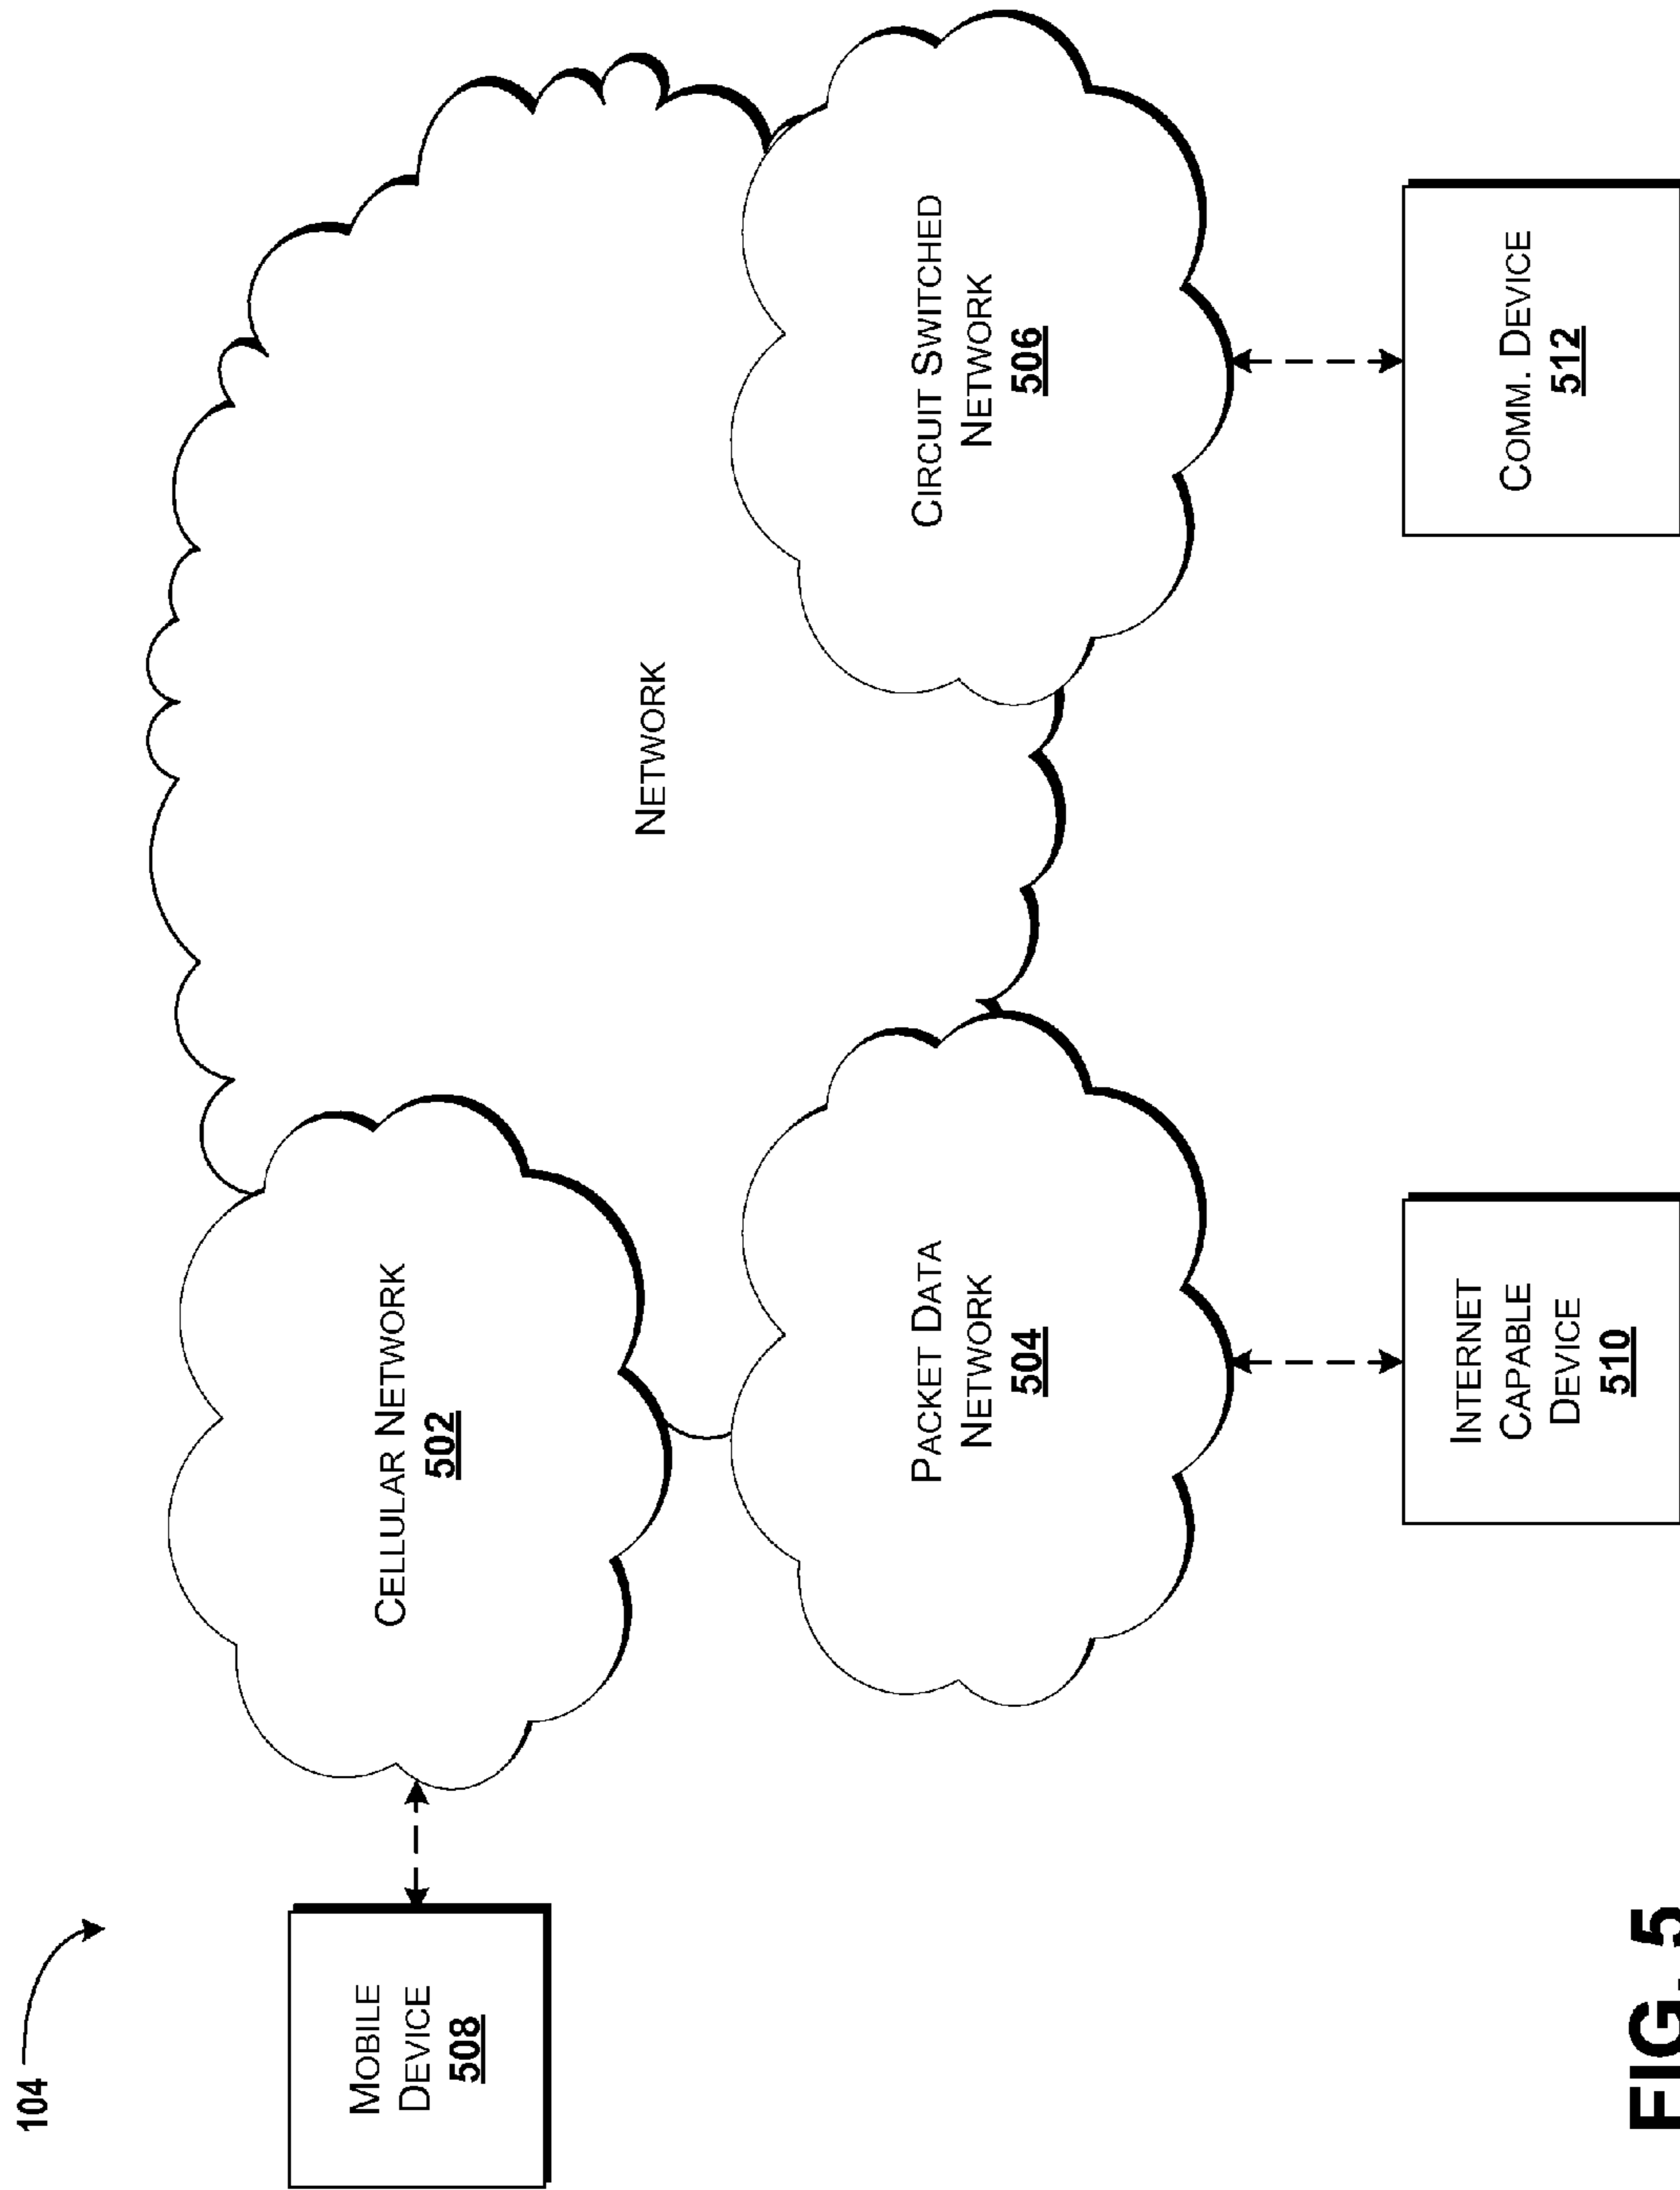 104
MOBILE
DEVICE
508
CELLULAR NETWORK
502
NETWORK
PACKET DATA
NETWORK
504
CIRCUIT SWITCHED
NETWORK
506
INTERNET
CAPABLE
DEVICE
510
COMM. DEVICE
512
FIG. 5